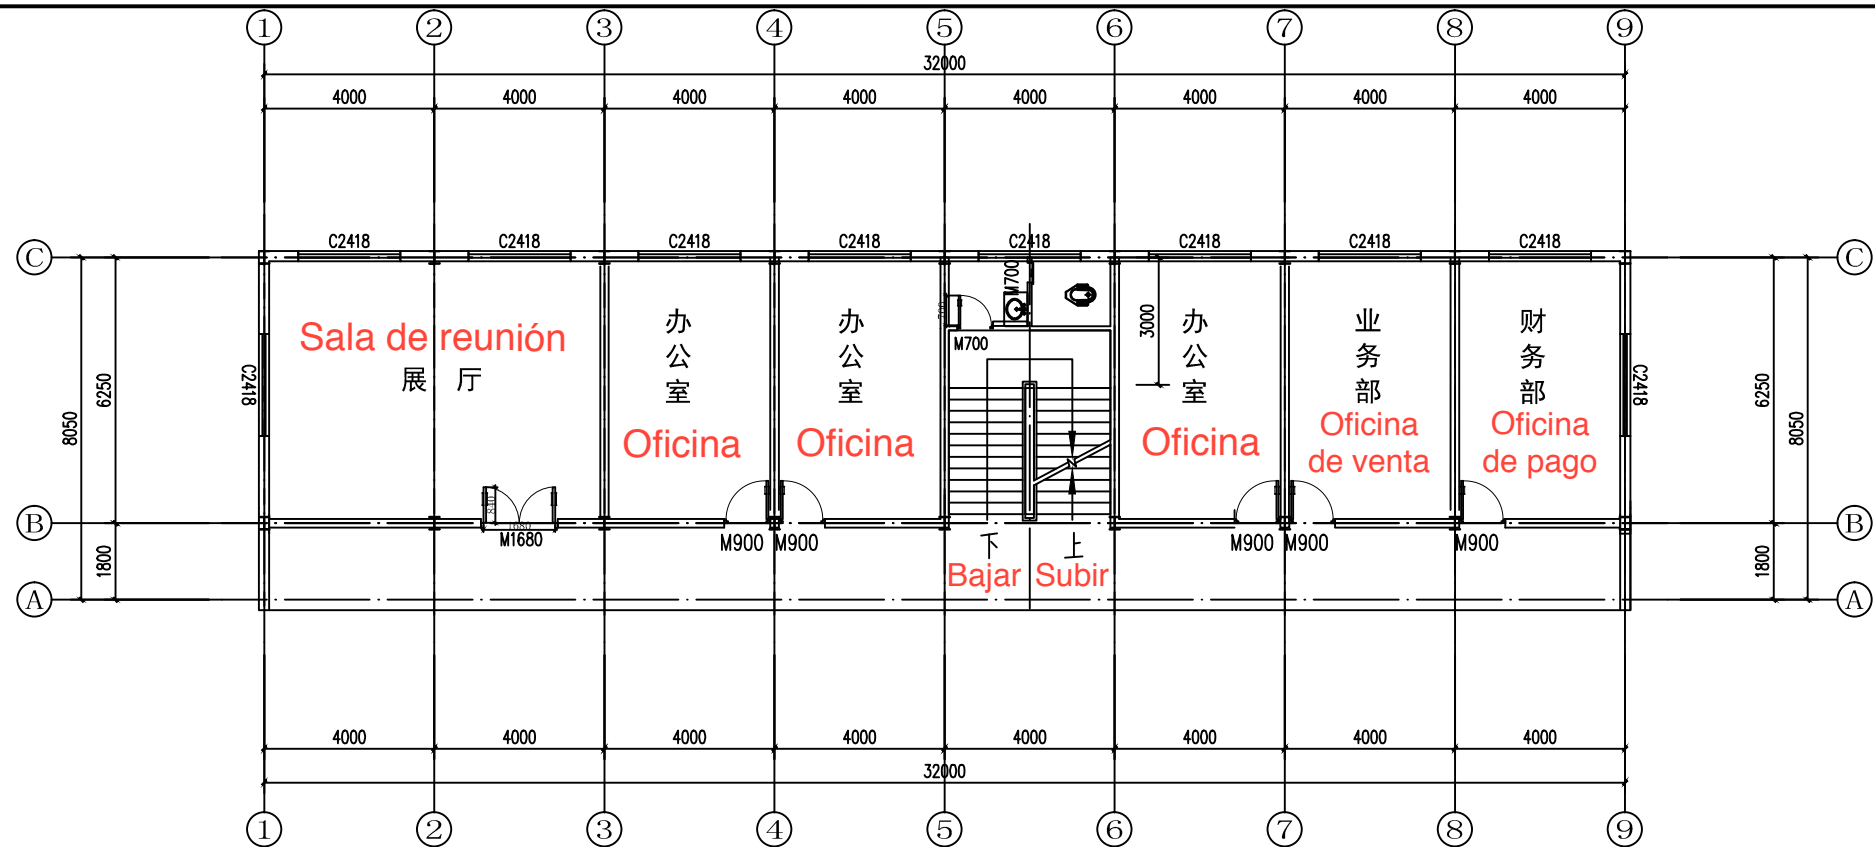 ① ② ③ ④ ⑤ ⑥ ⑦ ⑧ ⑨
32000
4000 4000 4000 4000 4000 4000 4000 4000
C2418 C2418 C2418 C2418 C2418 C2418 C2418 C2418
C C
M700
700
3000
M700
Sala de reunión
展 厅
办公室
Oficina
办公室
Oficina
办公室
Oficina
业务部
Oficina
de venta
财务部
Oficina
de pago
C2418 C2418
8050 6250 6250 8050
840
1680
B B
M1680 M900 M900 M900 M900 M900
下 上
Bajar Subir
1800 1800
A A
4000 4000 4000 4000 4000 4000 4000 4000
32000
① ② ③ ④ ⑤ ⑥ ⑦ ⑧ ⑨